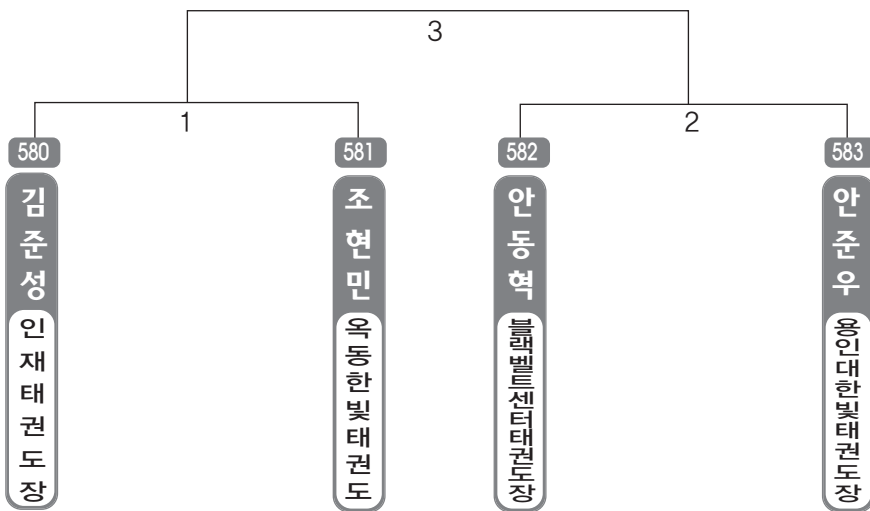 3
1
2
580
581
582
583
김준성
인재태권도장
조현민
옥동한빛태권도
안동혁
블랙벨트센터태권도장
안준우
용인대한빛태권도장